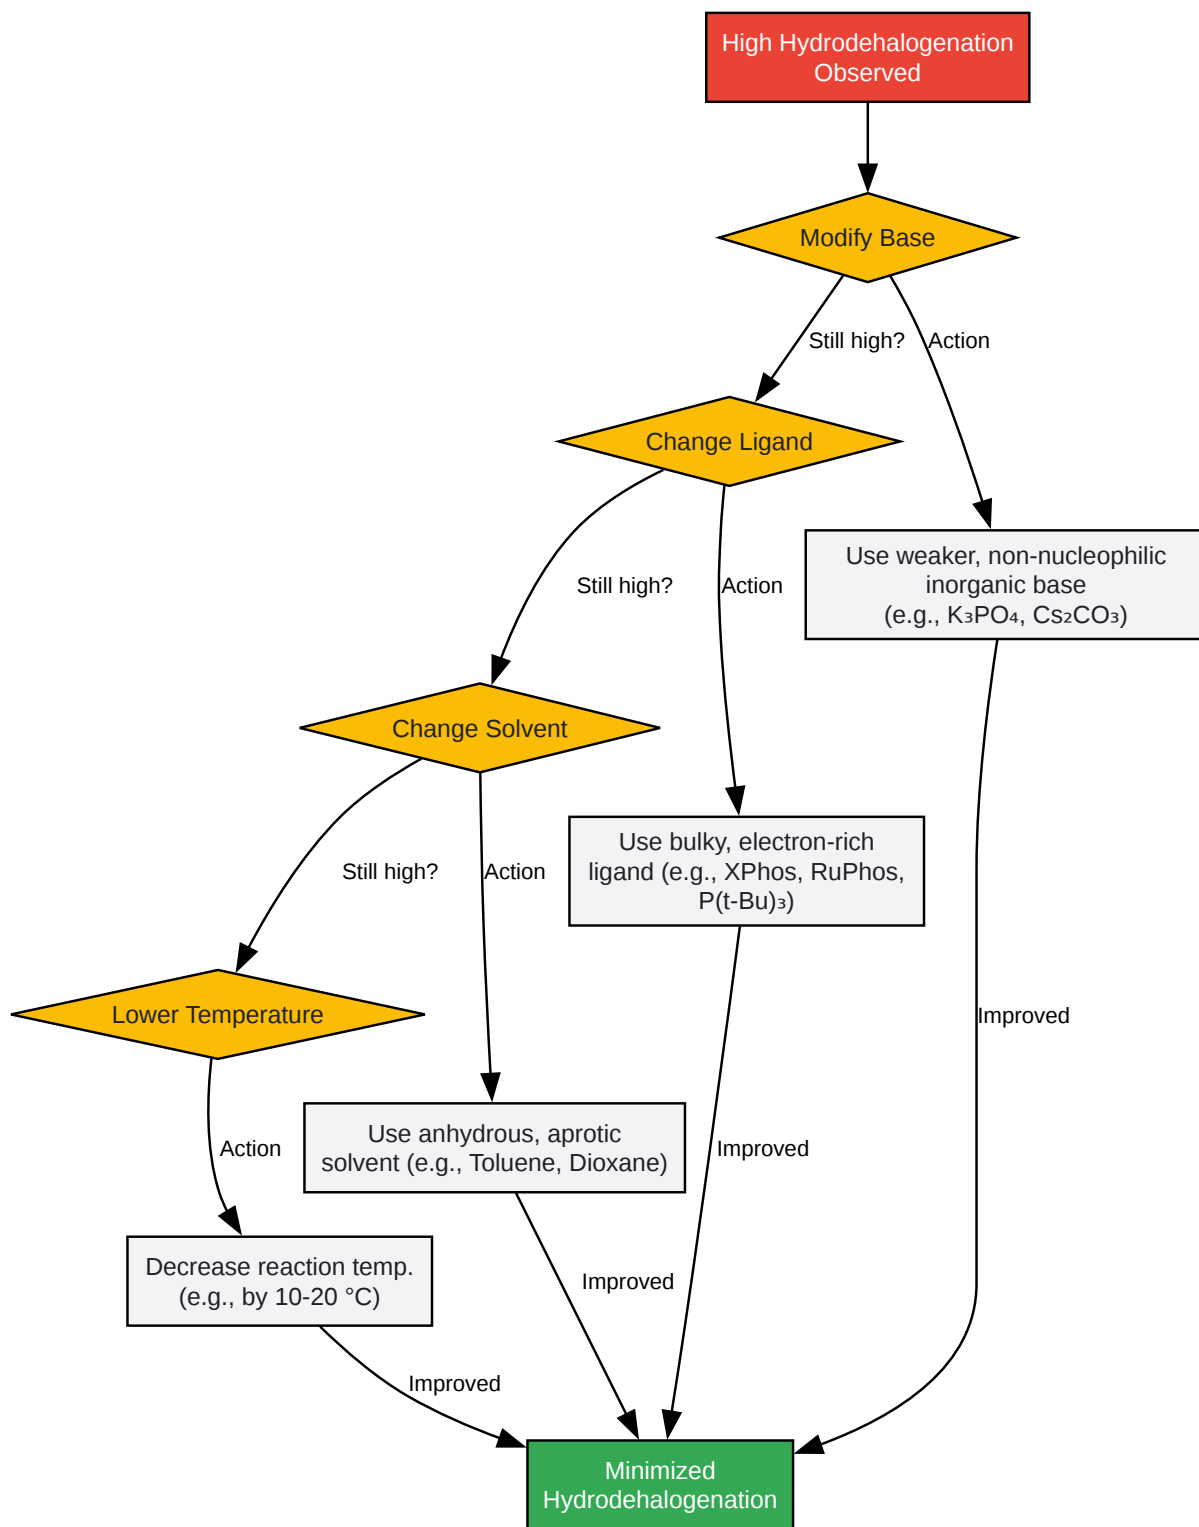 High Hydrodehalogenation
Observed
Modify Base
Still high?
Action
Change Ligand
Use weaker, non-nucleophilic
inorganic base
(e.g., K₃PO₄, Cs₂CO₃)
Still high?
Action
Change Solvent
Use bulky, electron-rich
ligand (e.g., XPhos, RuPhos,
P(t-Bu)₃)
Still high?
Action
Lower Temperature
Improved
Use anhydrous, aprotic
solvent (e.g., Toluene, Dioxane)
Action
Improved
Decrease reaction temp.
(e.g., by 10-20 °C)
Improved
Improved
Minimized
Hydrodehalogenation